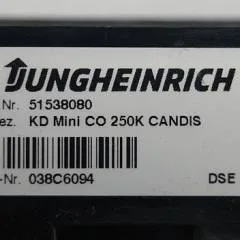 JUNGHEINRICH
.Nr. 51538080
ez. KD Mini CO 250K CANDIS
-Nr. 038C6094 DSE